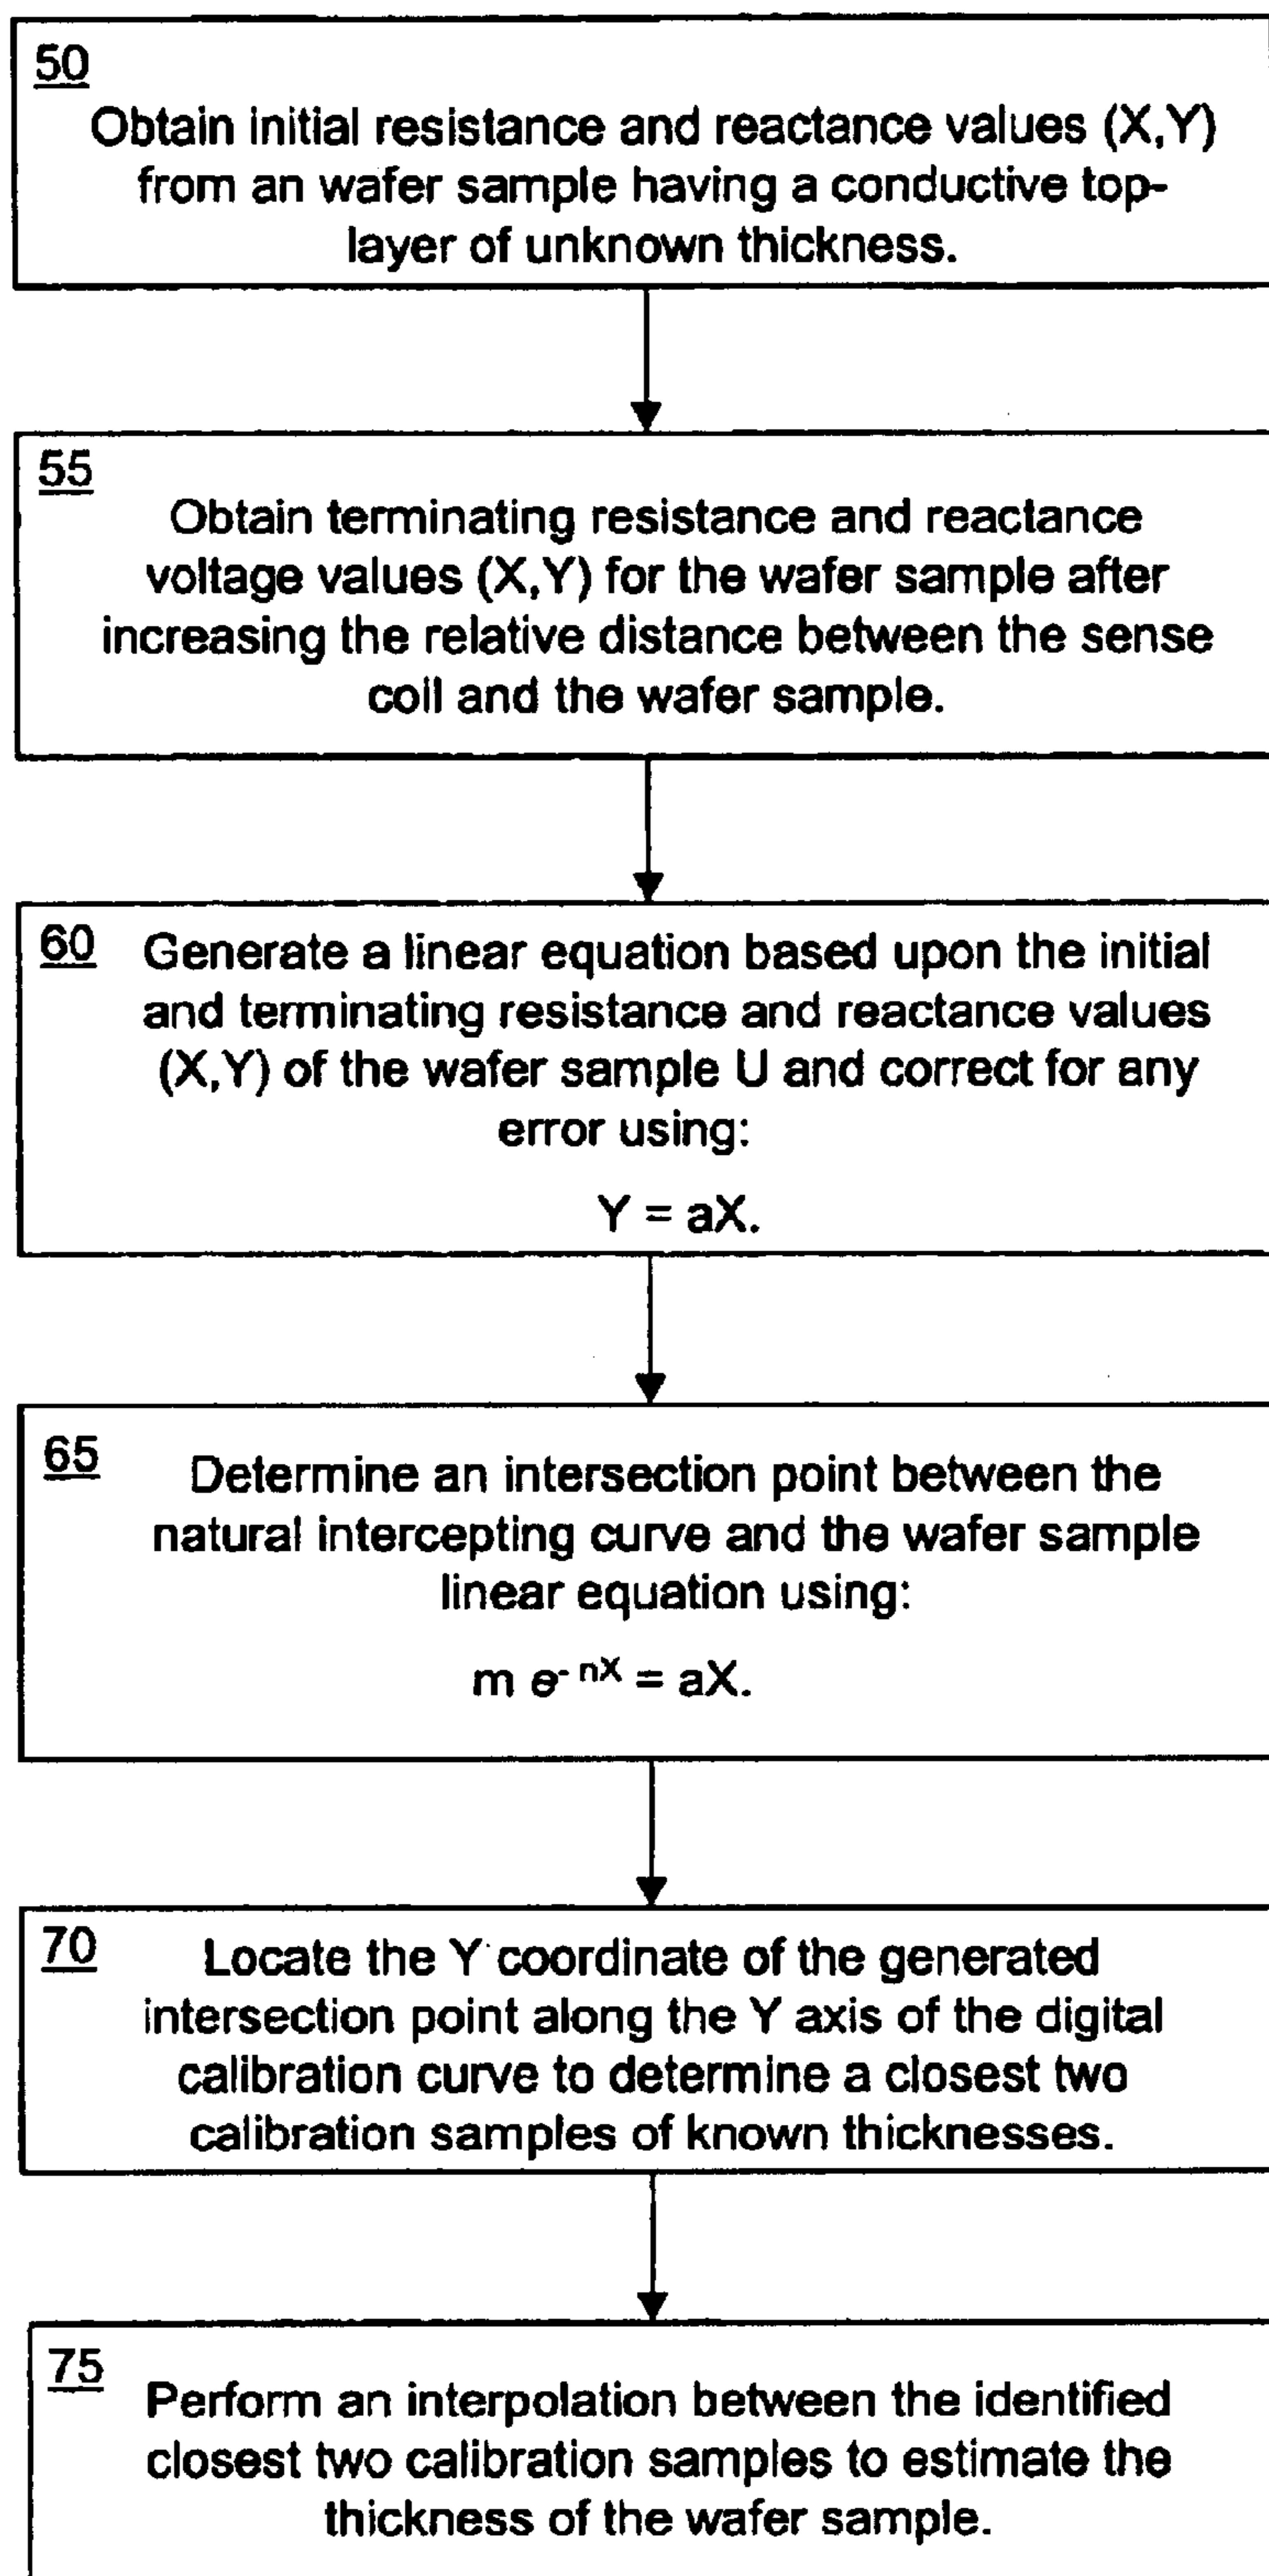 50
Obtain initial resistance and reactance values (X,Y)
from an wafer sample having a conductive top-
layer of unknown thickness.
55
Obtain terminating resistance and reactance
voltage values (X,Y) for the wafer sample after
increasing the relative distance between the sense
coil and the wafer sample.
60 Generate a linear equation based upon the initial
and terminating resistance and reactance values
(X,Y) of the wafer sample U and correct for any
error using:
Y = aX.
65
Determine an intersection point between the
natural intercepting curve and the wafer sample
linear equation using:
m e^{- nX} = aX.
70 Locate the Y coordinate of the generated
intersection point along the Y axis of the digital
calibration curve to determine a closest two
calibration samples of known thicknesses.
75
Perform an interpolation between the identified
closest two calibration samples to estimate the
thickness of the wafer sample.